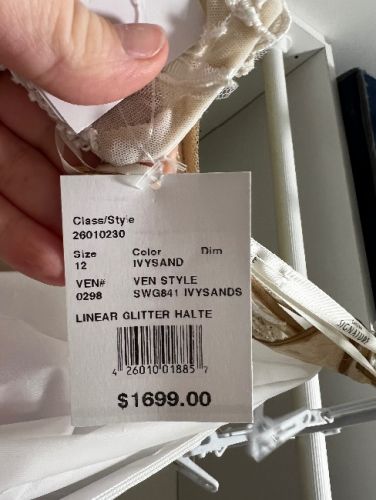 Class/Style
26010230
Size Color Dim
12 IVYSAND
VEN# VEN STYLE
0298 SWG841 IVYSANDS
LINEAR GLITTER HALTE
4 26010 01885 7
$1699.00
SIGNATURE